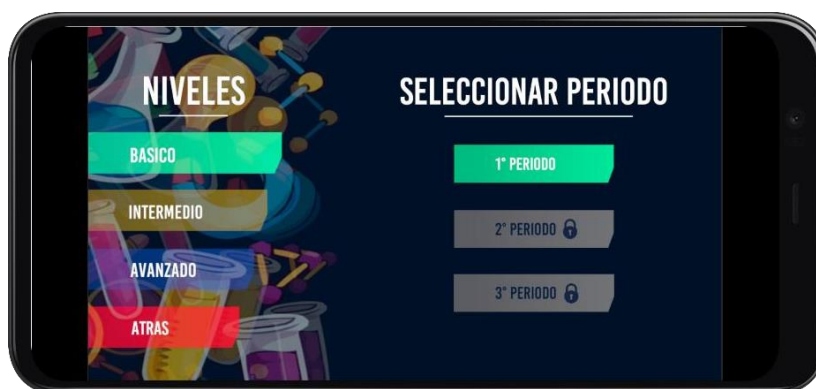 NIVELES
BASICO
INTERMEDIO
AVANZADO
ATRAS
SELECCIONAR PERIODO
1° PERIODO
2° PERIODO
3° PERIODO